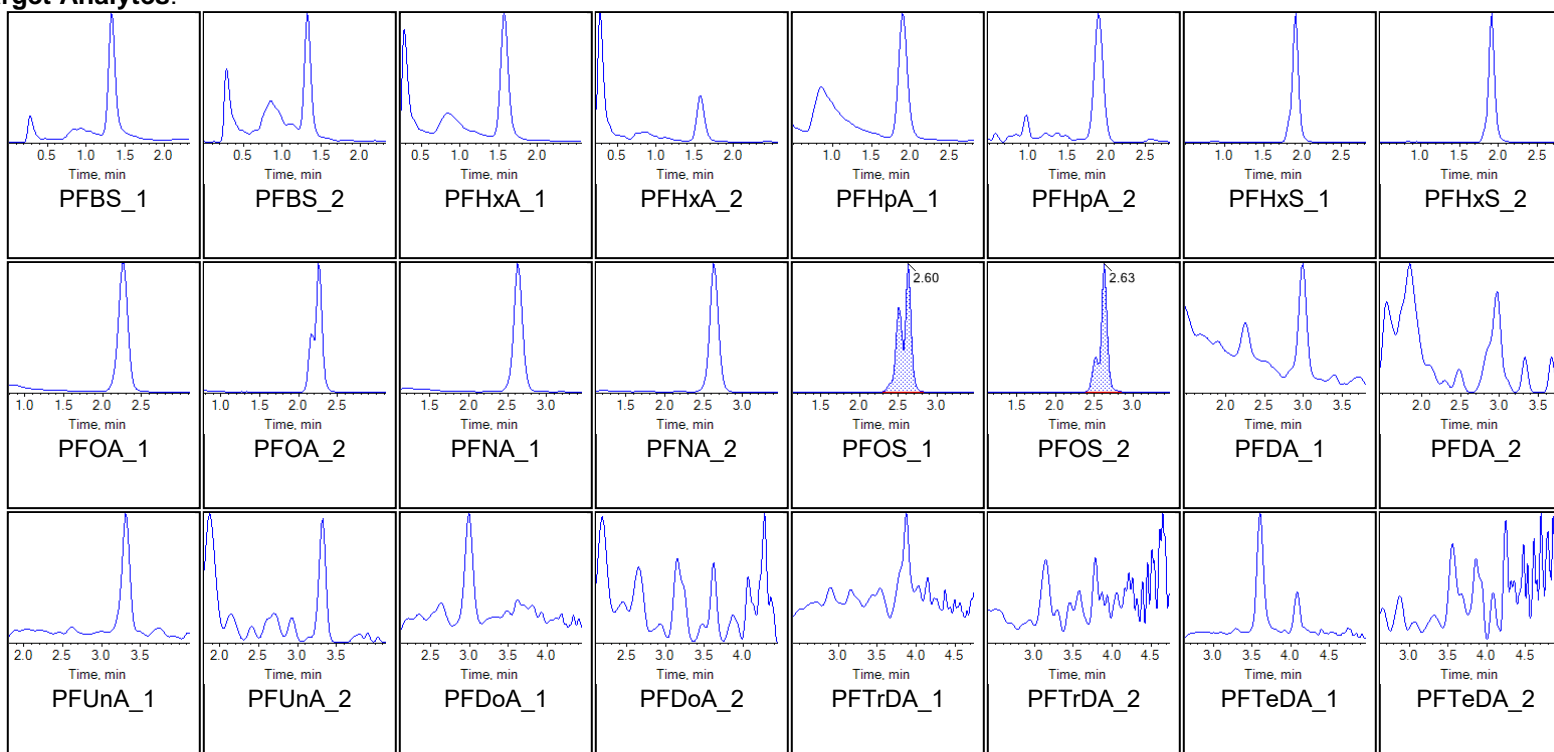 rget Analytes:
0.5 1.0 1.5 2.0 0.5 1.0 1.5 2.0 0.5 1.0 1.5 2.0 0.5 1.0 1.5 2.0 1.0 1.5 2.0 2.5 1.0 1.5 2.0 2.5 1.0 1.5 2.0 2.5 1.0 1.5 2.0 2.5
Time, min Time, min Time, min Time, min Time, min Time, min Time, min Time, min
PFBS_1 PFBS_2 PFHxA_1 PFHxA_2 PFHpA_1 PFHpA_2 PFHxS_1 PFHxS_2
2.60 2.63
1.0 1.5 2.0 2.5 1.0 1.5 2.0 2.5 1.5 2.0 2.5 3.0 1.5 2.0 2.5 3.0 1.5 2.0 2.5 3.0 1.5 2.0 2.5 3.0 2.0 2.5 3.0 3.5 2.0 2.5 3.0 3.5
Time, min Time, min Time, min Time, min Time, min Time, min Time, min Time, min
PFOA_1 PFOA_2 PFNA_1 PFNA_2 PFOS_1 PFOS_2 PFDA_1 PFDA_2
2.0 2.5 3.0 3.5 2.0 2.5 3.0 3.5 2.5 3.0 3.5 4.0 2.5 3.0 3.5 4.0 3.0 3.5 4.0 4.5 3.0 3.5 4.0 4.5 3.0 3.5 4.0 4.5 3.0 3.5 4.0 4.5
Time, min Time, min Time, min Time, min Time, min Time, min Time, min Time, min
PFUnA_1 PFUnA_2 PFDoA_1 PFDoA_2 PFTrDA_1 PFTrDA_2 PFTeDA_1 PFTeDA_2